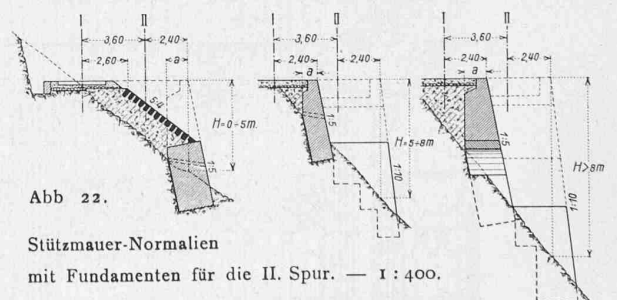 I II I II I II
3,60 2,40 3,60 3,60
2,60 a 2,40 a 2,40 2,40 a 2,40
5:4
H=0÷5m.
1:5
1:5
H=5÷8m
1:10
1:5
H>8m
1:10
Abb 22.
Stützmauer-Normalien
mit Fundamenten für die II. Spur. — 1 : 400.